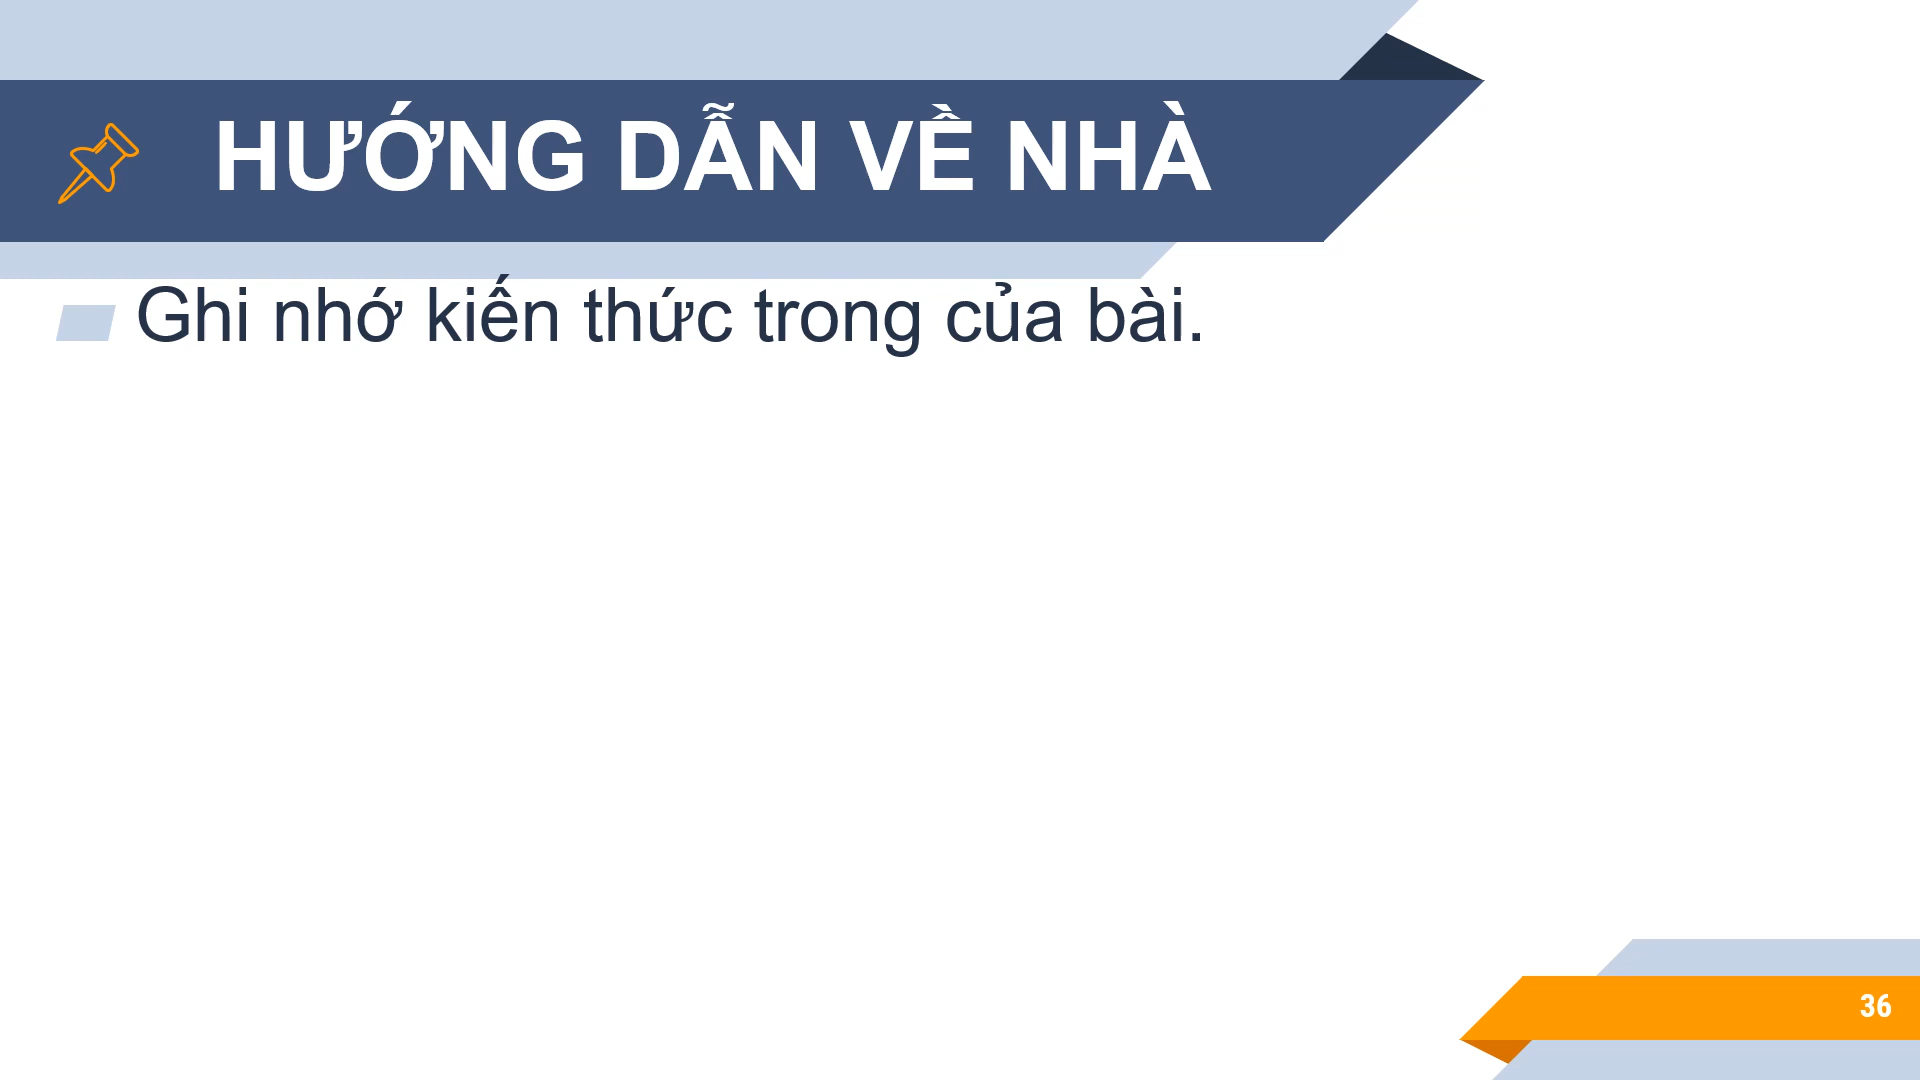 HƯỚNG DẪN VỀ NHÀ
Ghi nhớ kiến thức trong của bài.
36